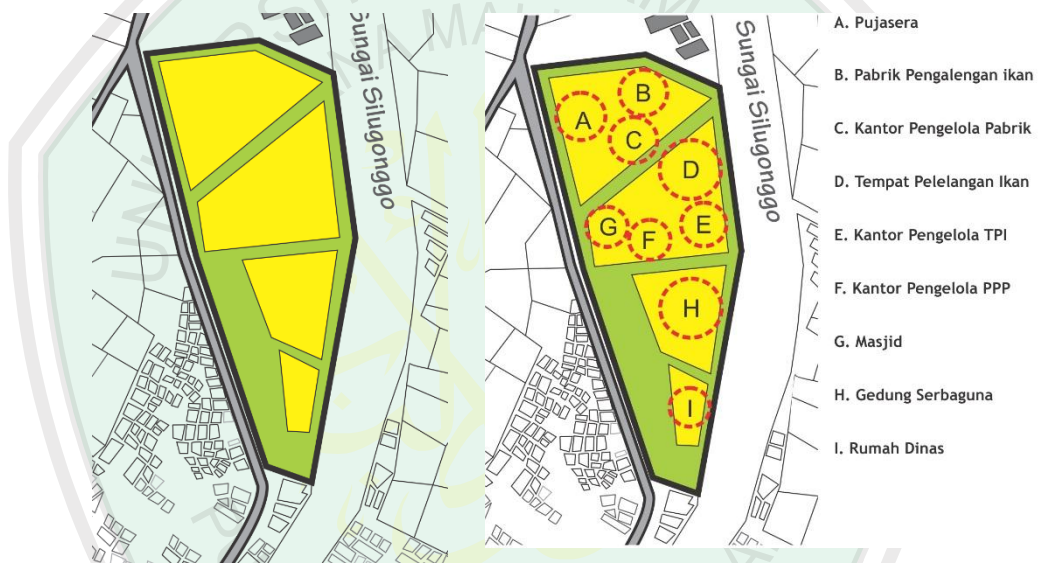 Sungai Silugonggo
Sungai Silugonggo
A
B
C
D
E
F
G
H
I
A. Pujasera
B. Pabrik Pengalengan ikan
C. Kantor Pengelola Pabrik
D. Tempat Pelelangan Ikan
E. Kantor Pengelola TPI
F. Kantor Pengelola PPP
G. Masjid
H. Gedung Serbaguna
I. Rumah Dinas